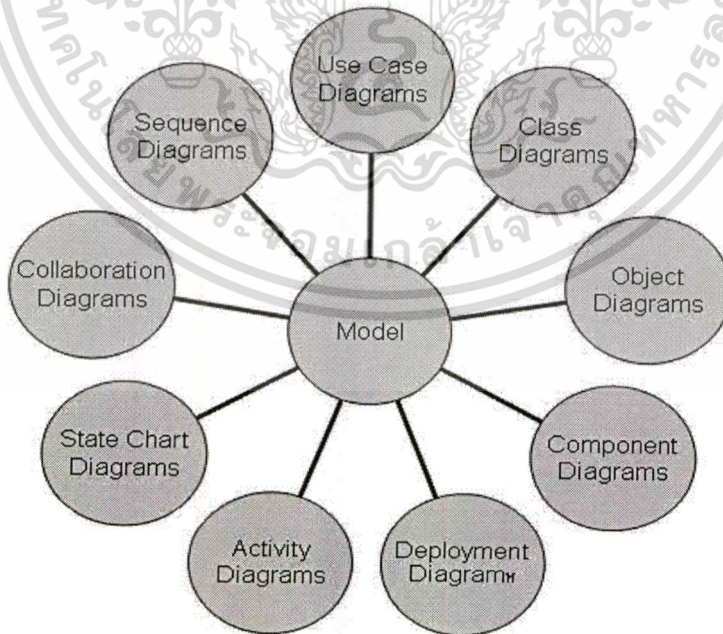 Use Case
Diagrams
Sequence
Diagrams
Class
Diagrams
Collaboration
Diagrams
Object
Diagrams
Model
State Chart
Diagrams
Component
Diagrams
Activity
Diagrams
Deployment
Diagram